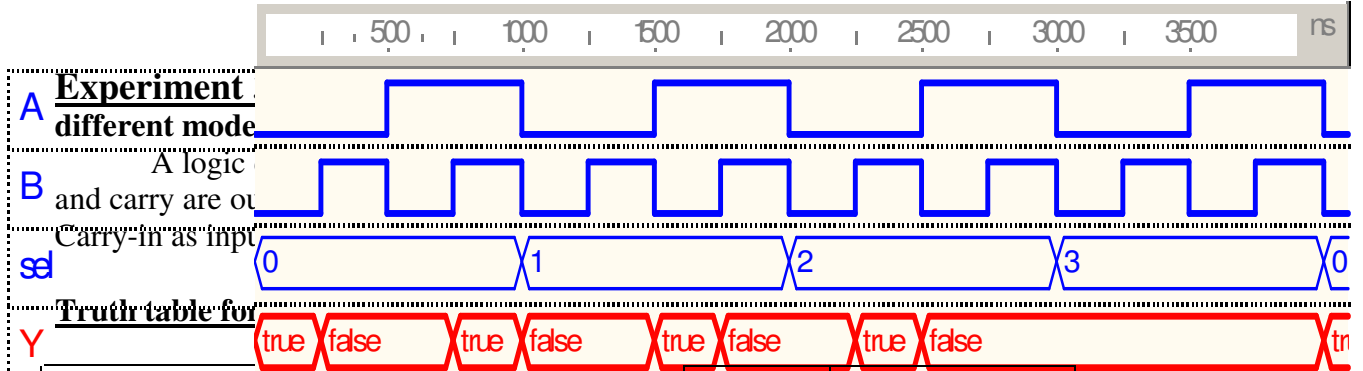 500 1000 1500 2000 2500 3000 3500 ns
A
Experiment
different mode
A logic
B
and carry are ou
Carry-in as inpu
sel 0 1 2 3 0
Truth table for
Y true false true false true false true false